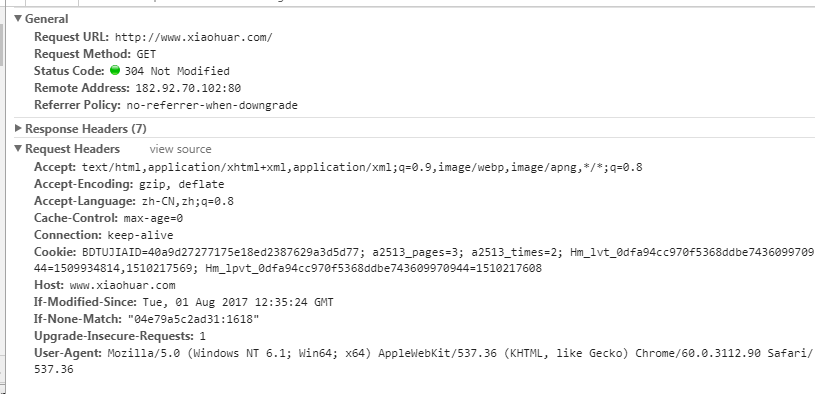 General
Request URL: http://www.xiaohuar.com/
Request Method: GET
Status Code: 304 Not Modified
Remote Address: 182.92.70.102:80
Referrer Policy: no-referrer-when-downgrade
Response Headers (7)
Request Headers view source
Accept: text/html,application/xhtml+xml,application/xml;q=0.9,image/webp,image/apng,*/*;q=0.8
Accept-Encoding: gzip, deflate
Accept-Language: zh-CN,zh;q=0.8
Cache-Control: max-age=0
Connection: keep-alive
Cookie: BDTUJIAID=40a9d27277175e18ed2387629a3d5d77; a2513_pages=3; a2513_times=2; Hm_lvt_0dfa94cc970f5368ddbe7436099709
44=1509934814,1510217569; Hm_lpvt_0dfa94cc970f5368ddbe743609970944=1510217608
Host: www.xiaohuar.com
If-Modified-Since: Tue, 01 Aug 2017 12:35:24 GMT
If-None-Match: "04e79a5c2ad31:1618"
Upgrade-Insecure-Requests: 1
User-Agent: Mozilla/5.0 (Windows NT 6.1; Win64; x64) AppleWebKit/537.36 (KHTML, like Gecko) Chrome/60.0.3112.90 Safari/
537.36